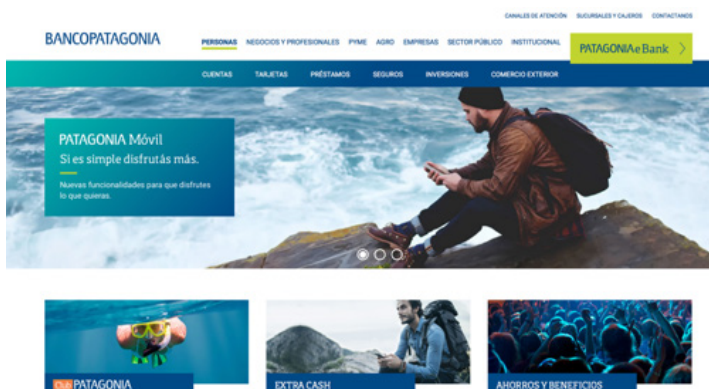 CANALES DE ATENCIÓN SUCURSALES Y CAJEROS CONTACTANOS
BANCOPATAGONIA
PERSONAS NEGOCIOS Y PROFESIONALES PYME AGRO EMPRESAS SECTOR PÚBLICO INSTITUCIONAL
PATAGONIAe Bank
CUENTAS TARJETAS PRÉSTAMOS SEGUROS INVERSIONES COMERCIO EXTERIOR
PATAGONIA Móvil
Si es simple disfrutás más.
Nuevas funcionalidades para que disfrutes
lo que quieras.
Club PATAGONIA EXTRA CASH AHORROS Y BENEFICIOS